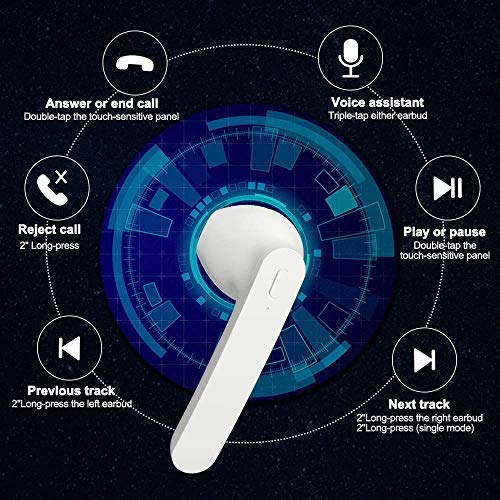 Answer or end call
Double-tap the touch-sensitive panel
Voice assistant
Triple-tap either earbud
Reject call
2" Long-press
Play or pause
Double-tap the
touch-sensitive panel
Previous track
2"Long-press the left earbud
Next track
2"Long-press the right earbud
2"Long-press (single mode)